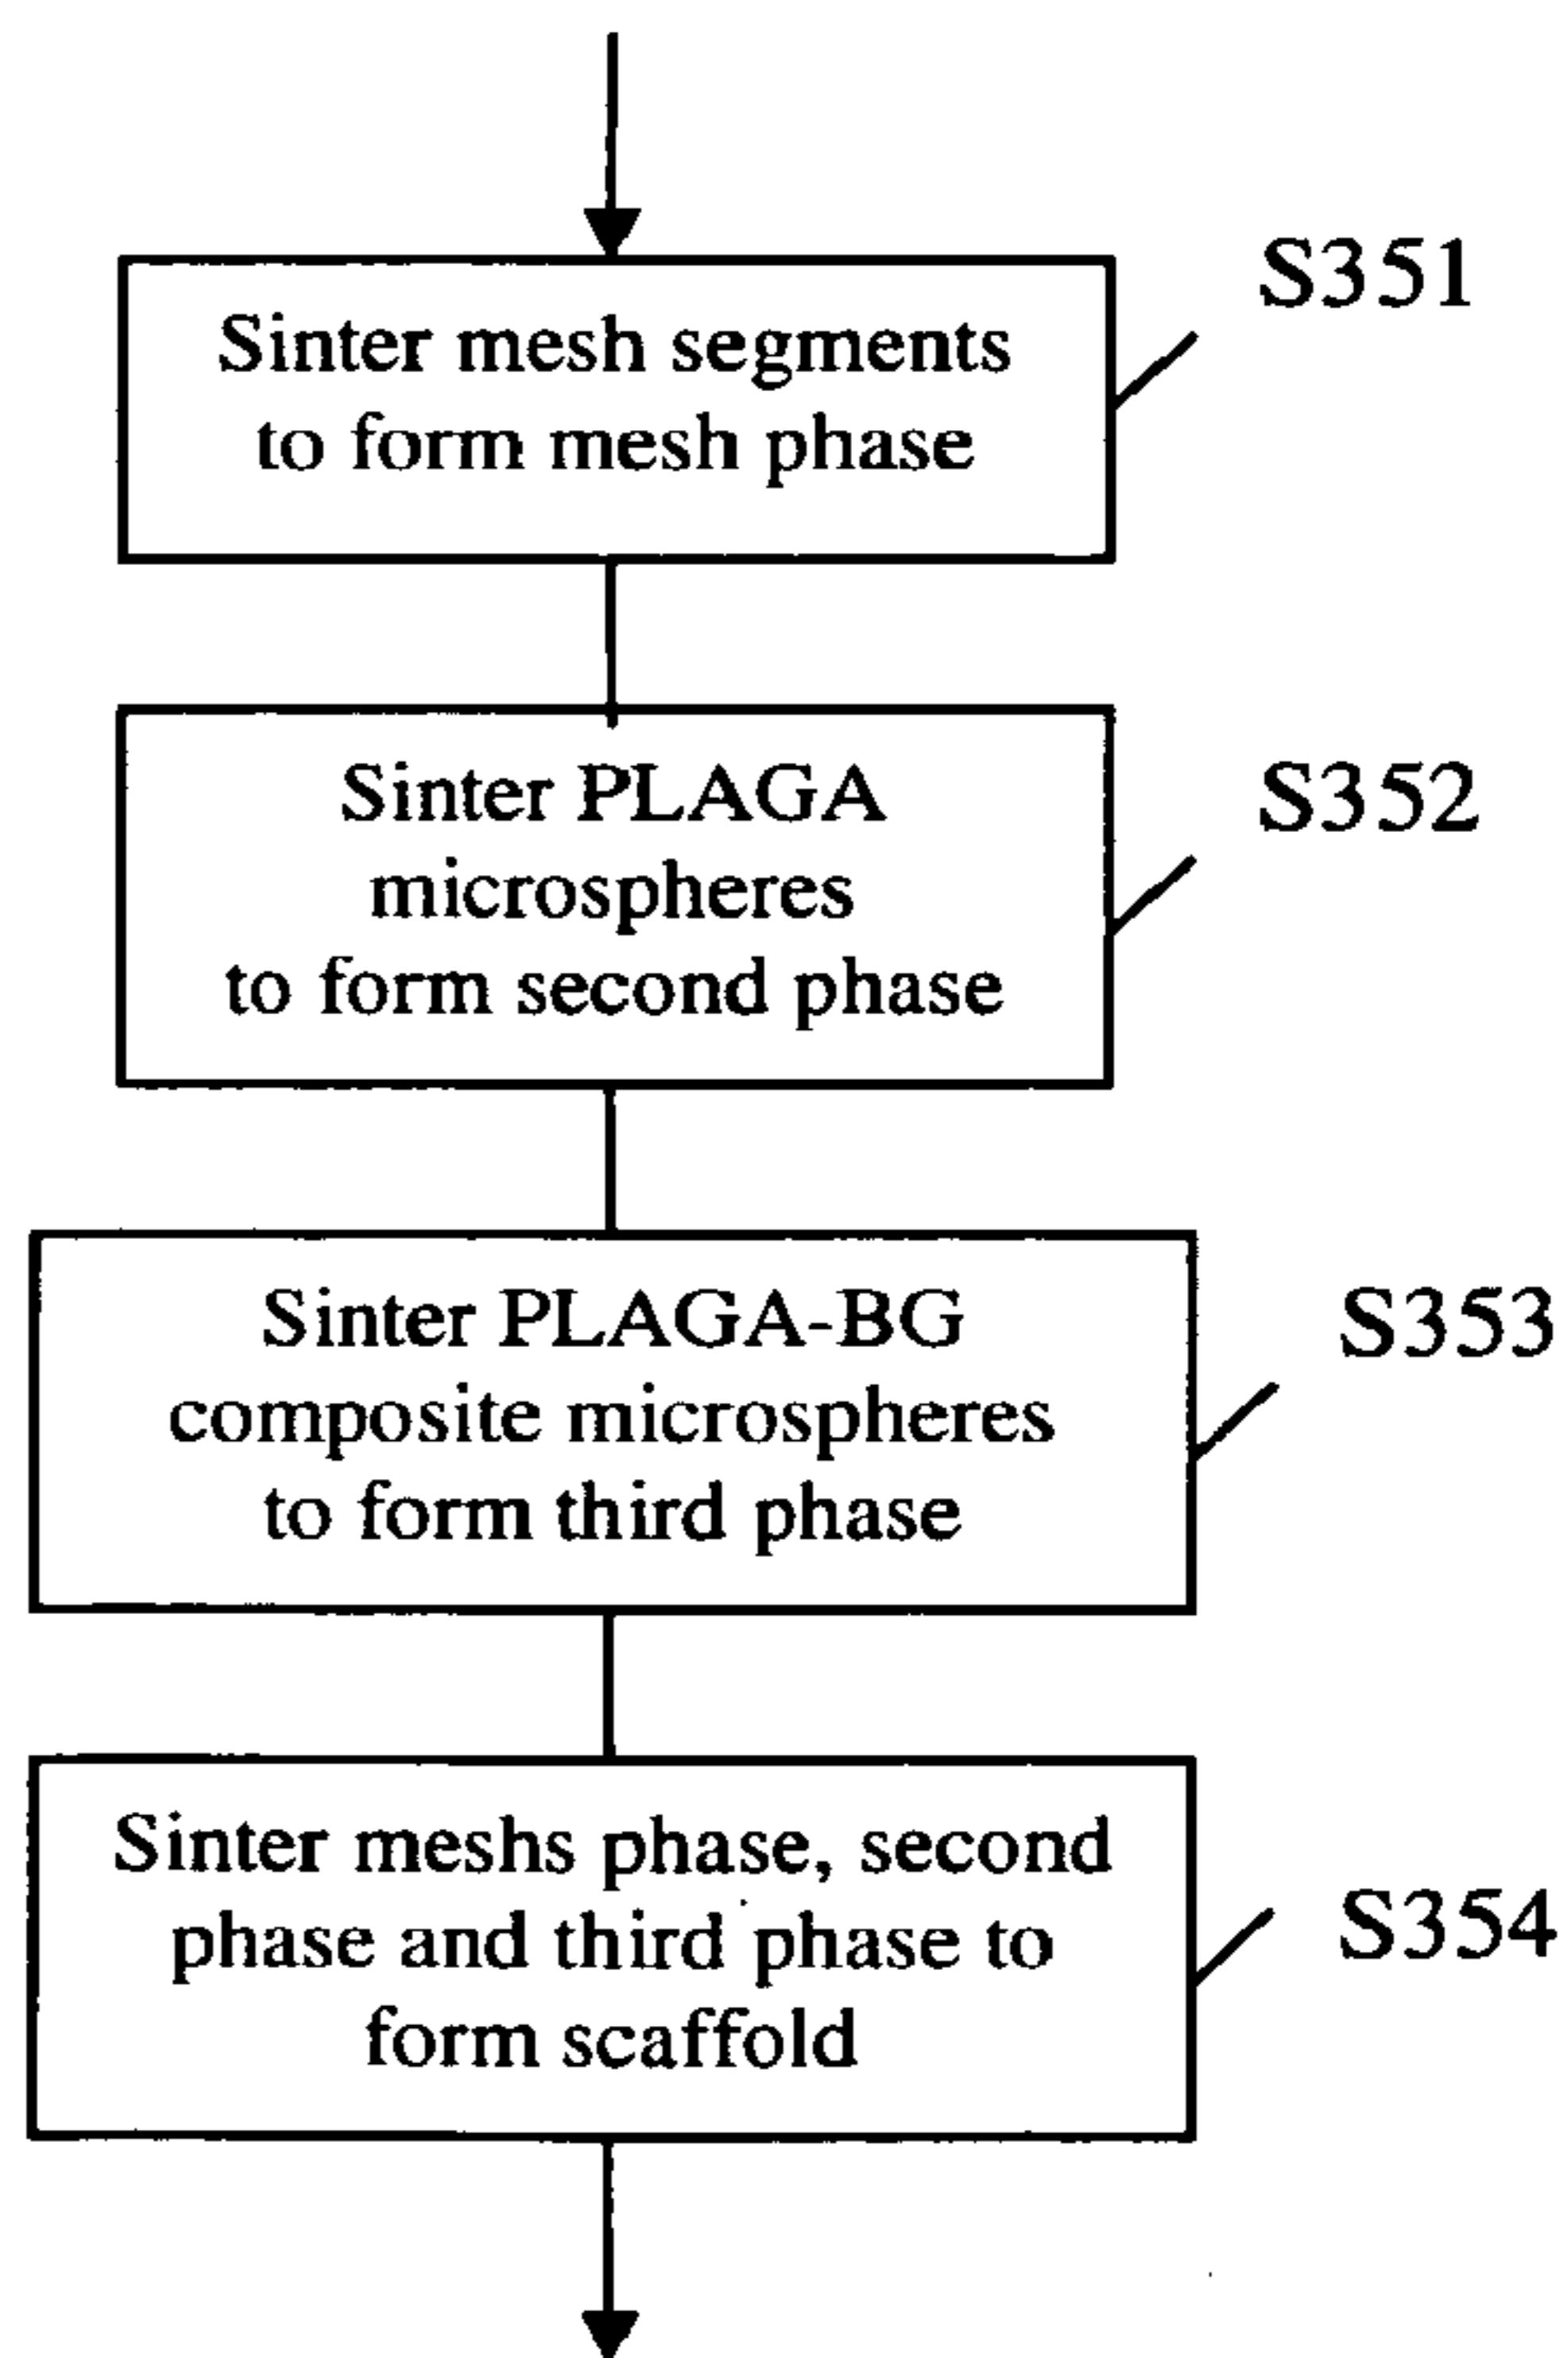 Sinter mesh segments
to form mesh phase
S351
Sinter PLAGA
microspheres
to form second phase
S352
Sinter PLAGA-BG
composite microspheres
to form third phase
S353
Sinter meshs phase, second
phase and third phase to
form scaffold
S354